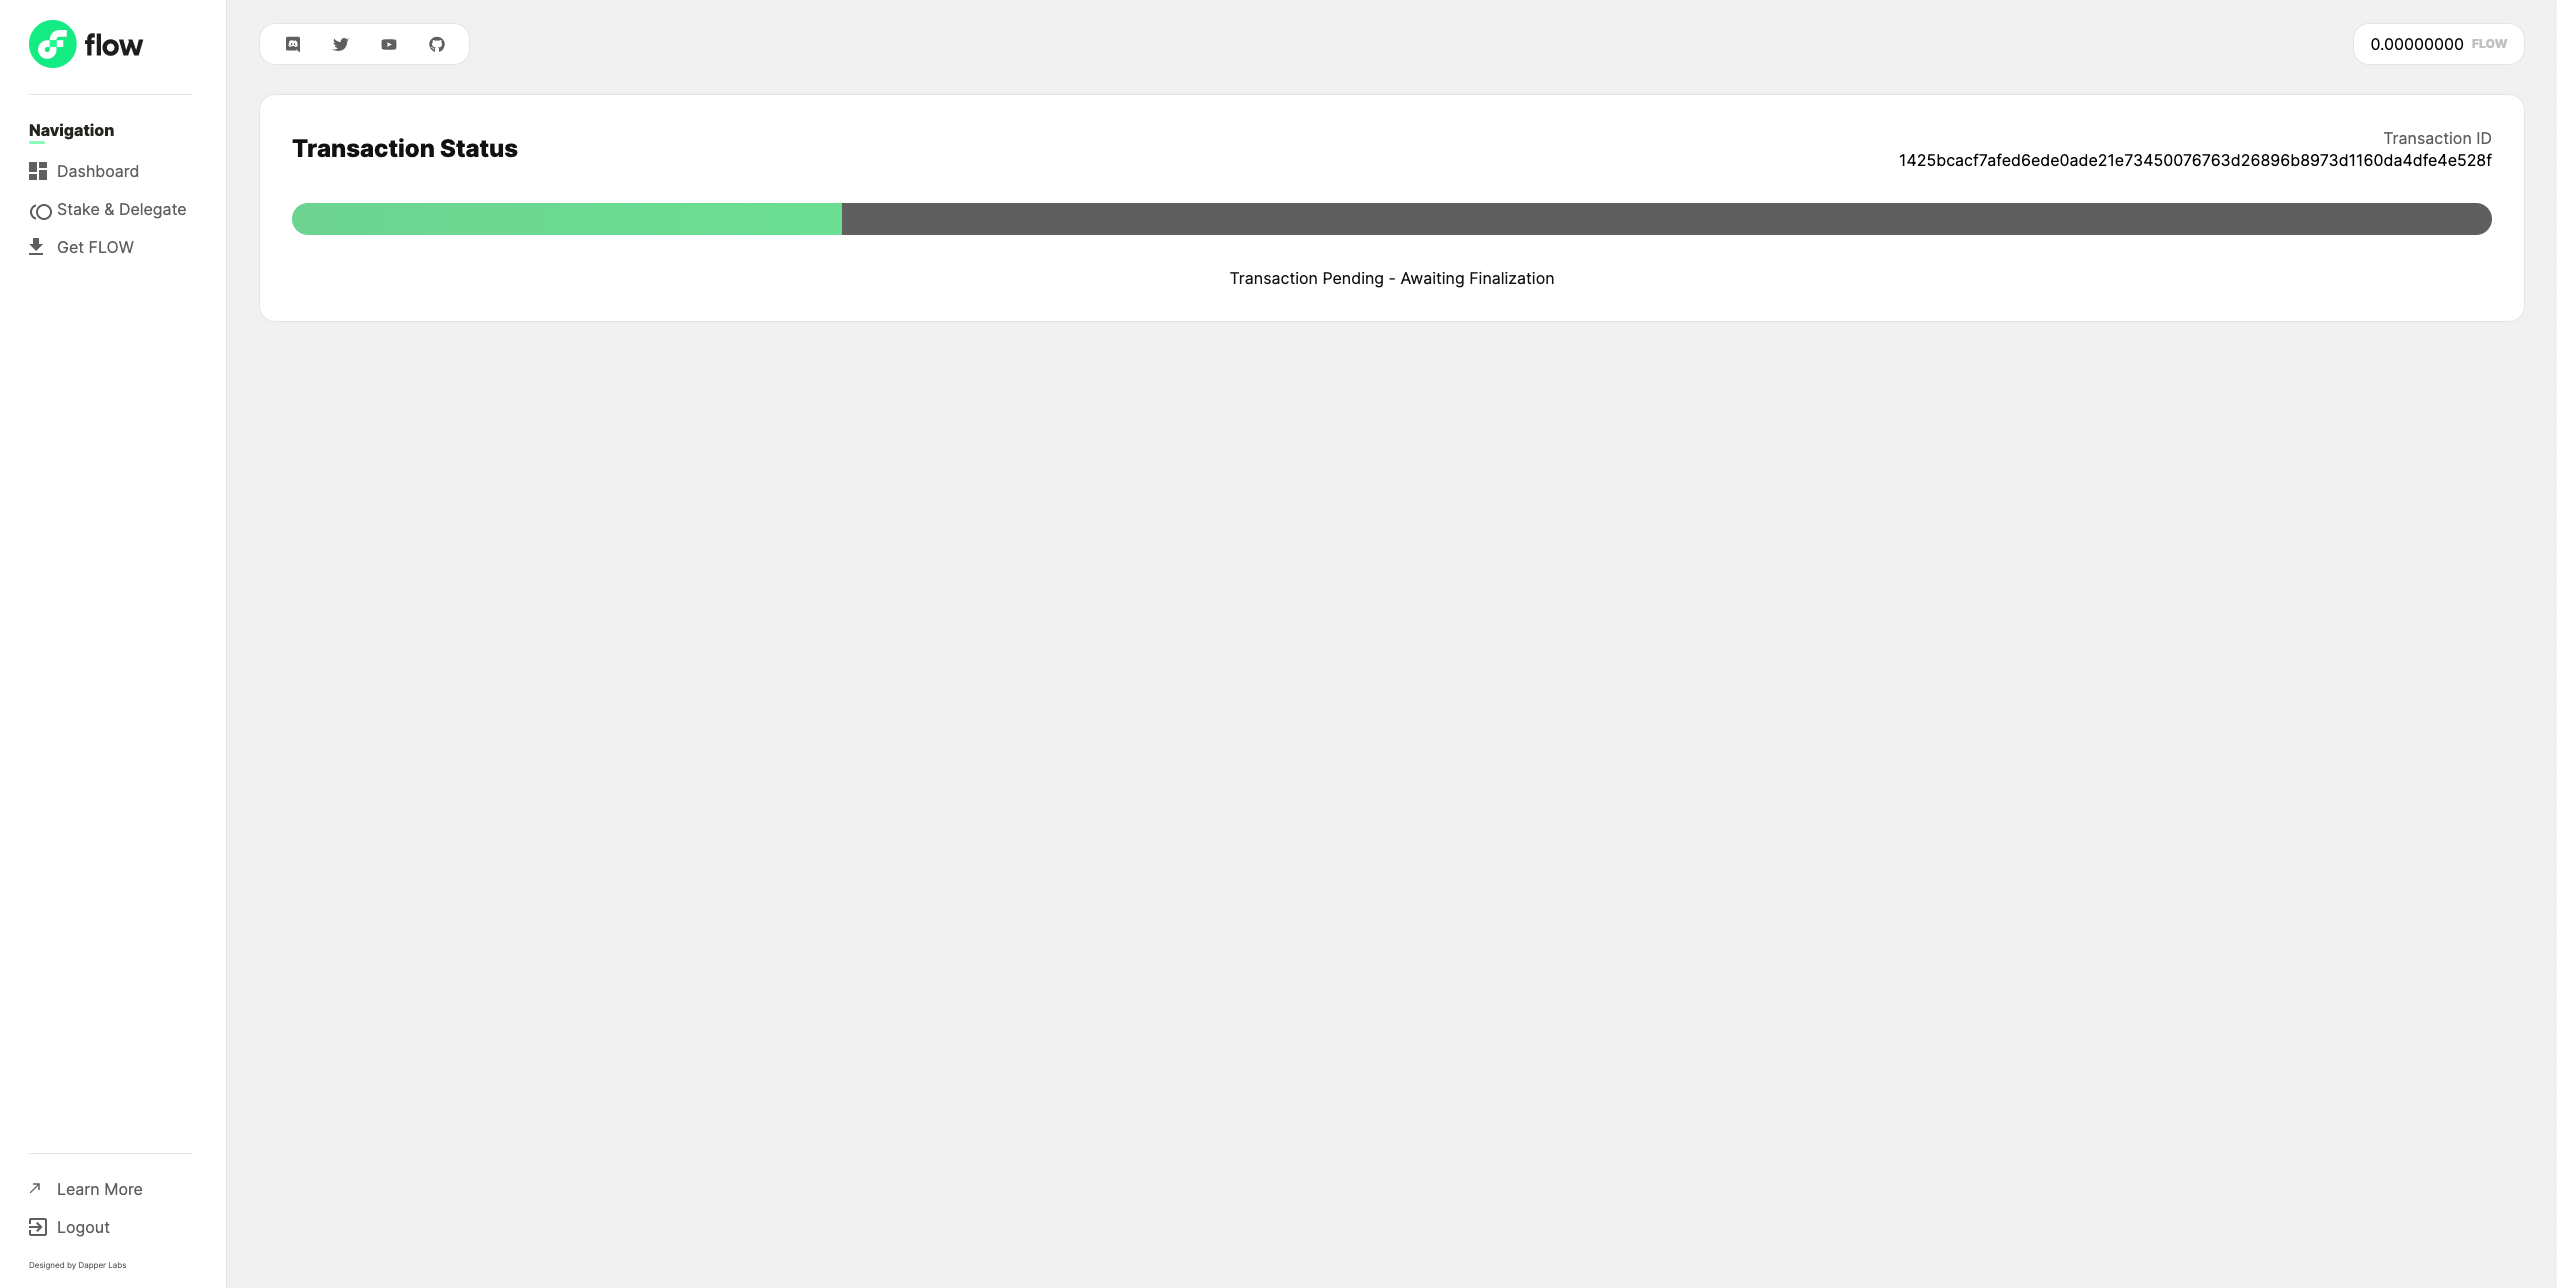 flow
Navigation
Dashboard
Stake & Delegate
Get FLOW
0.00000000 FLOW
Transaction Status
Transaction ID
1425bcacf7afed6ede0ade21e73450076763d26896b8973d1160da4dfe4e528f
Transaction Pending - Awaiting Finalization
Learn More
Logout
Designed by Dapper Labs